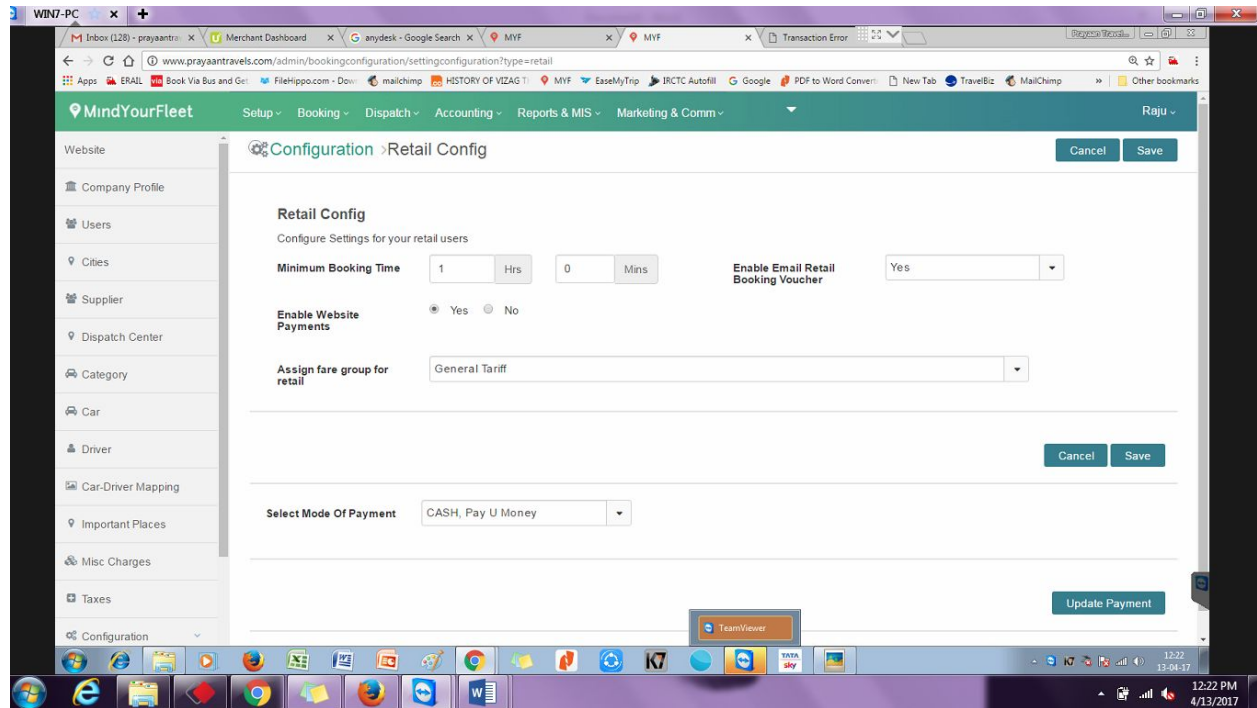 WIN7-PC
Inbox (128) - prayaantra
Merchant Dashboard
anydesk - Google Search
MYF
MYF
Transaction Error
www.prayaantravels.com/admin/bookingconfiguration/settingconfiguration?type=retail
Apps
ERAIL
Book Via Bus and Get
FileHippo.com - Down
mailchimp
HISTORY OF VIZAG TI
MYF
EaseMyTrip
IRCTC Autofill
Google
PDF to Word Convert
New Tab
TravelBiz
MailChimp
»
Other bookmarks
MindYourFleet
Setup
Booking
Dispatch
Accounting
Reports & MIS
Marketing & Comm
Raju
Website
Configuration >Retail Config
Cancel
Save
Company Profile
Users
Cities
Supplier
Dispatch Center
Category
Car
Driver
Car-Driver Mapping
Important Places
Misc Charges
Taxes
Configuration
Retail Config
Configure Settings for your retail users
Minimum Booking Time
1
Hrs
0
Mins
Enable Email Retail
Booking Voucher
Yes
Enable Website
Payments
Yes
No
Assign fare group for
retail
General Tariff
Cancel
Save
Select Mode Of Payment
CASH, Pay U Money
Update Payment
TeamViewer
K7
TATA
sky
K7
12:22
13-04-17
12:22 PM
4/13/2017